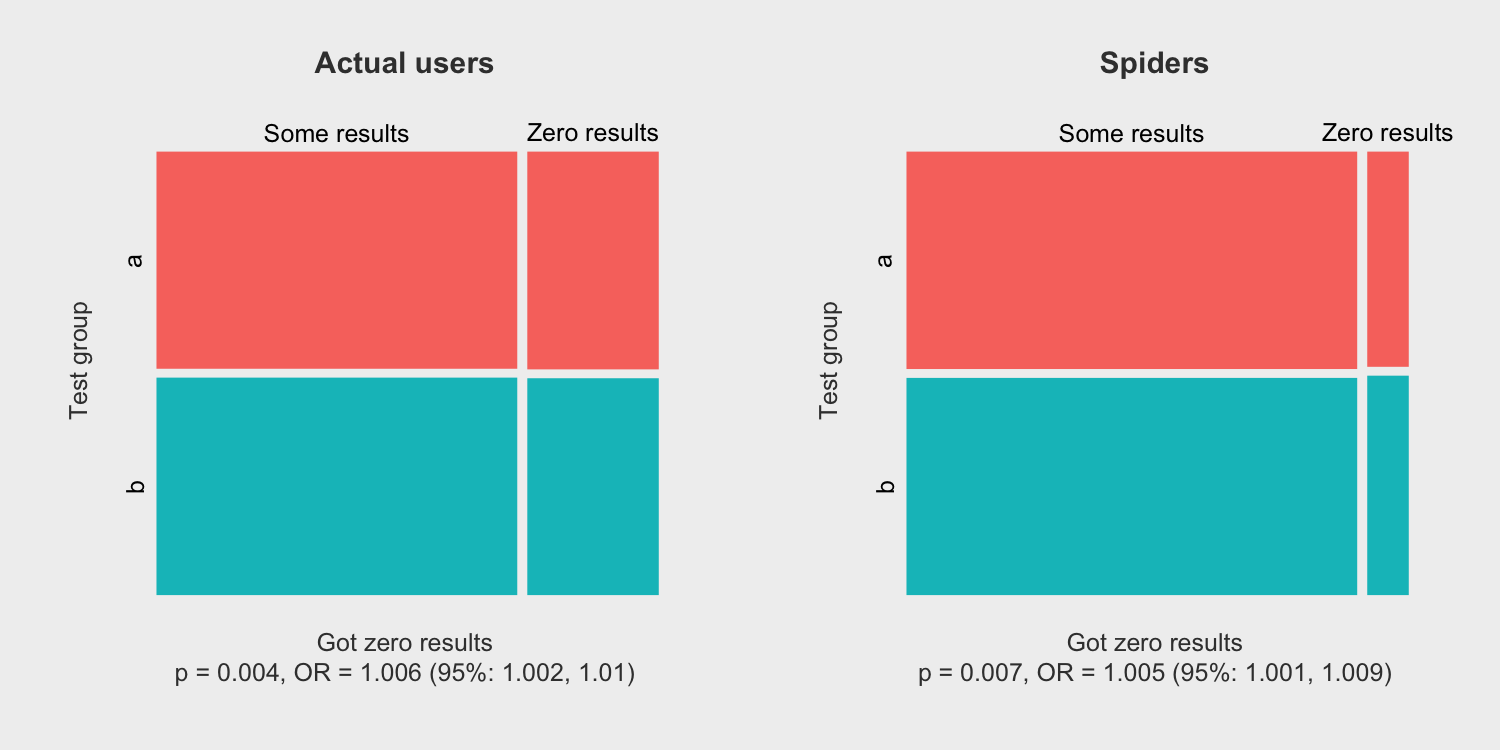 Actual users
Some results
Zero results
a
b
Test group
Got zero results
p = 0.004, OR = 1.006 (95%: 1.002, 1.01)
Spiders
Some results
Zero results
a
b
Test group
Got zero results
p = 0.007, OR = 1.005 (95%: 1.001, 1.009)